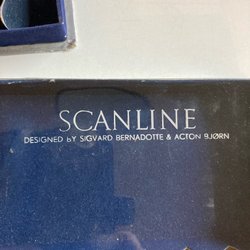 SCANLINE
DESIGNED BY SIGVARD BERNADOTTE & ACTON BJØRN